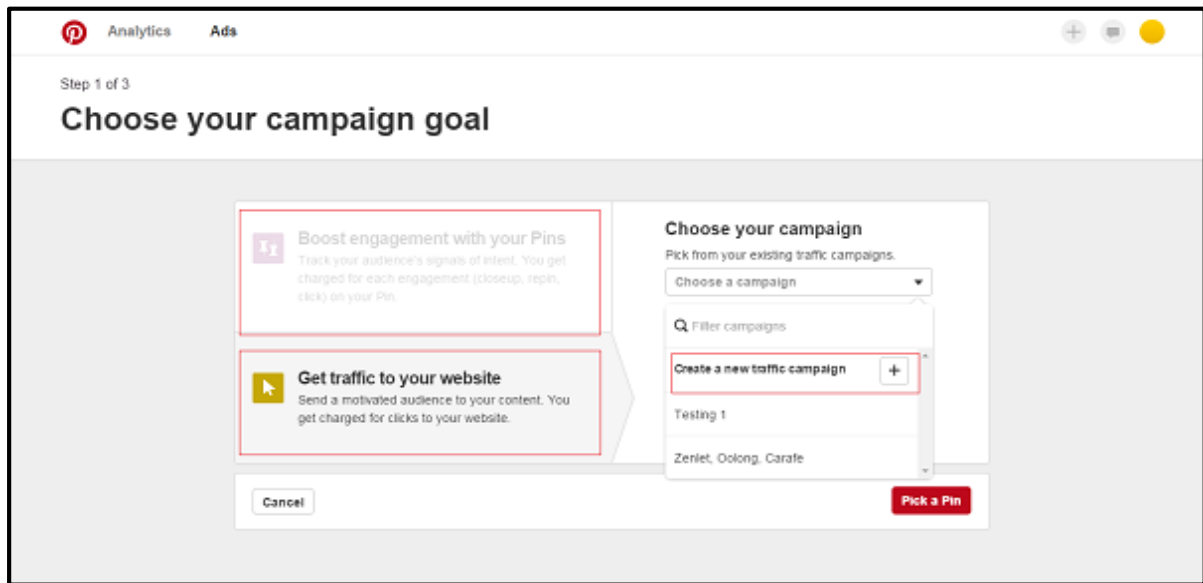 Analytics Ads
Step 1 of 3
Choose your campaign goal
Boost engagement with your Pins
Track your audience's signals of intent. You get
charged for each engagement (closeup, repin,
click) on your Pin.
Get traffic to your website
Send a motivated audience to your content. You
get charged for clicks to your website.
Choose your campaign
Pick from your existing traffic campaigns.
Choose a campaign
Filter campaigns
Create a new traffic campaign +
Testing 1
Zenlet, Oolong, Carafe
Cancel
Pick a Pin